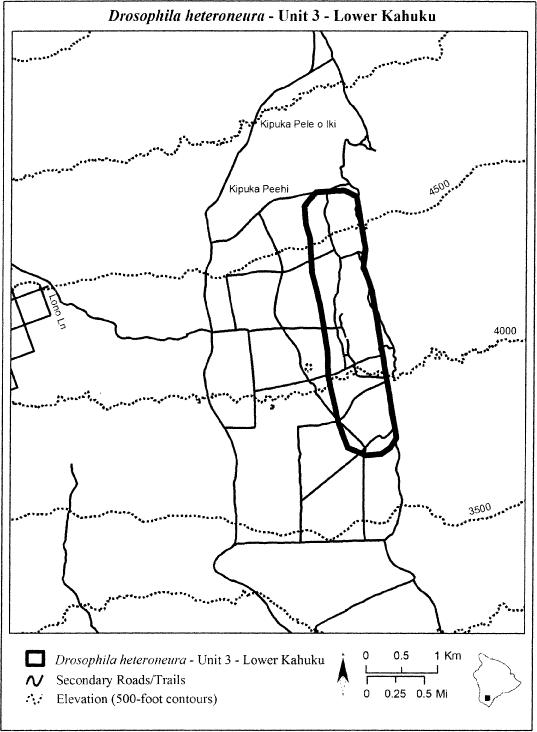 Drosophila heteroneura - Unit 3 - Lower Kahuku
Kipuka Pele o Iki
Kipuka Peehi
4500
Lono Ln
4000
3500
Drosophila heteroneura - Unit 3 - Lower Kahuku
Secondary Roads/Trails
Elevation (500-foot contours)
0 0.5 1 Km
0 0.25 0.5 Mi